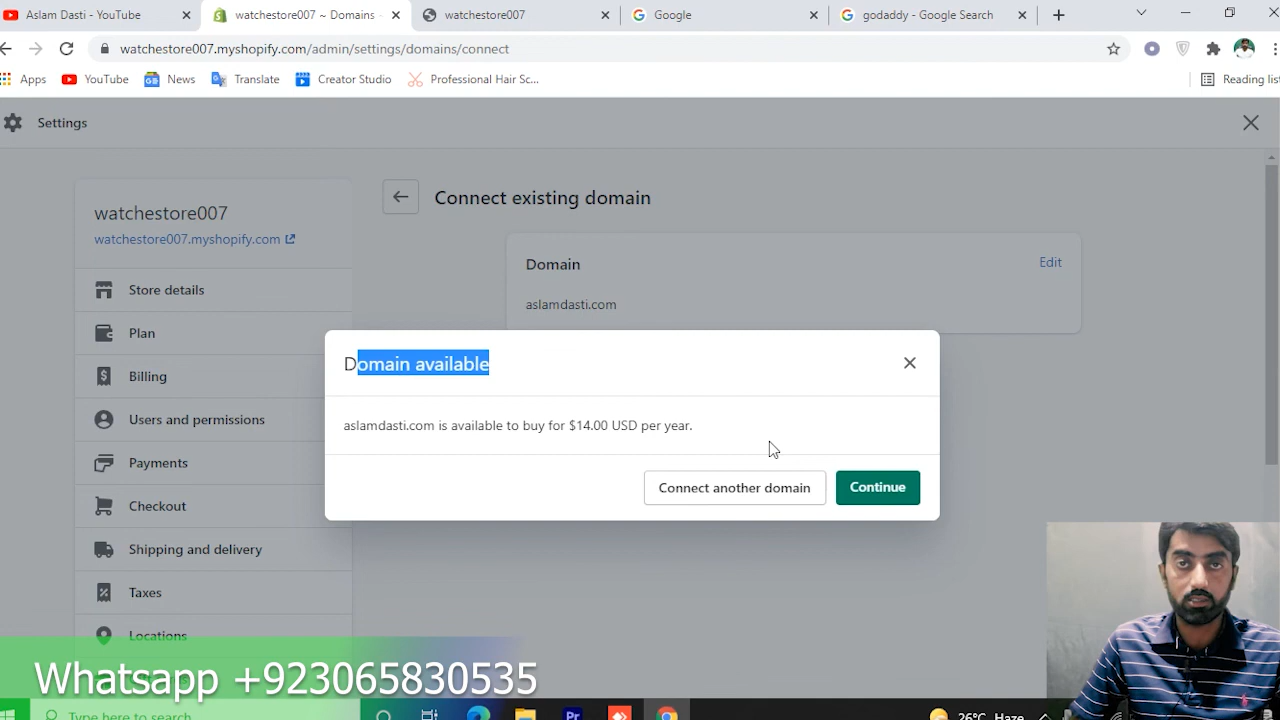 Aslam Dasti - YouTube
watchestore007 ~ Domains
watchestore007
Google
godaddy - Google Search
watchestore007.myshopify.com/admin/settings/domains/connect
Apps
YouTube
News
Translate
Creator Studio
Professional Hair Sc...
Reading list
Settings
watchestore007
watchestore007.myshopify.com
Store details
Plan
Billing
Users and permissions
Payments
Checkout
Shipping and delivery
Taxes
Locations
Connect existing domain
Domain
Edit
aslamdasti.com
Domain available
aslamdasti.com is available to buy for $14.00 USD per year.
Connect another domain
Continue
Whatsapp +923065830535
Type here to search
Pr
26°C Haze